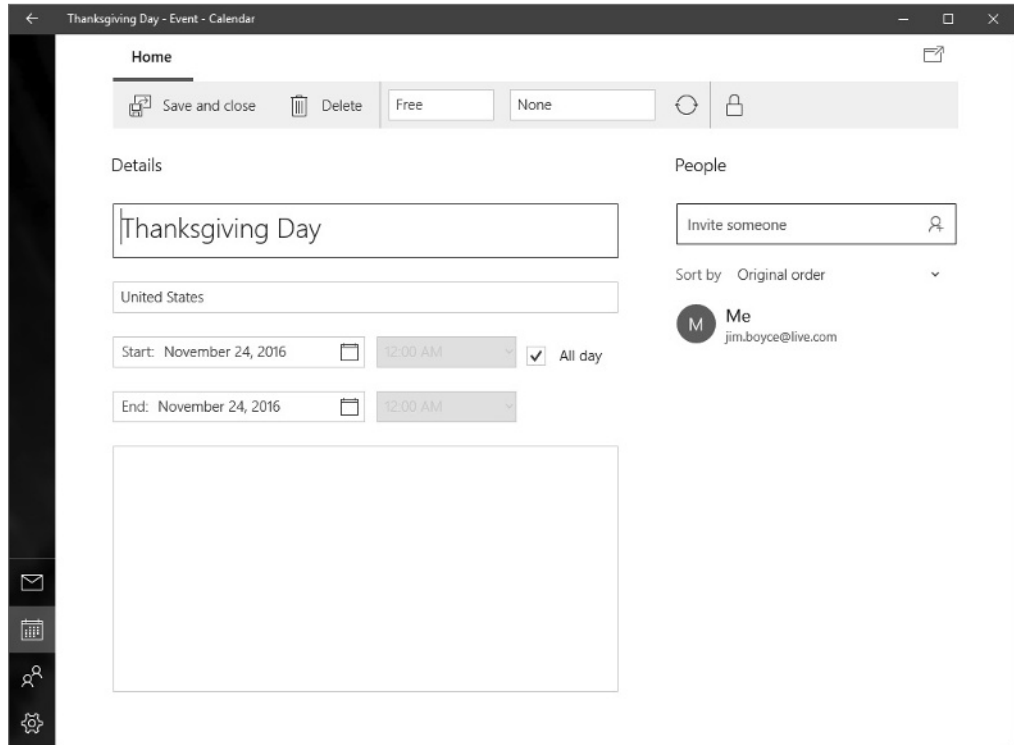 Thanksgiving Day - Event - Calendar
Home
Save and close Delete Free None
Details
Thanksgiving Day
United States
Start: November 24, 2016 12:00 AM All day
End: November 24, 2016 12:00 AM
People
Invite someone
Sort by Original order
M Me
jim.boyce@live.com